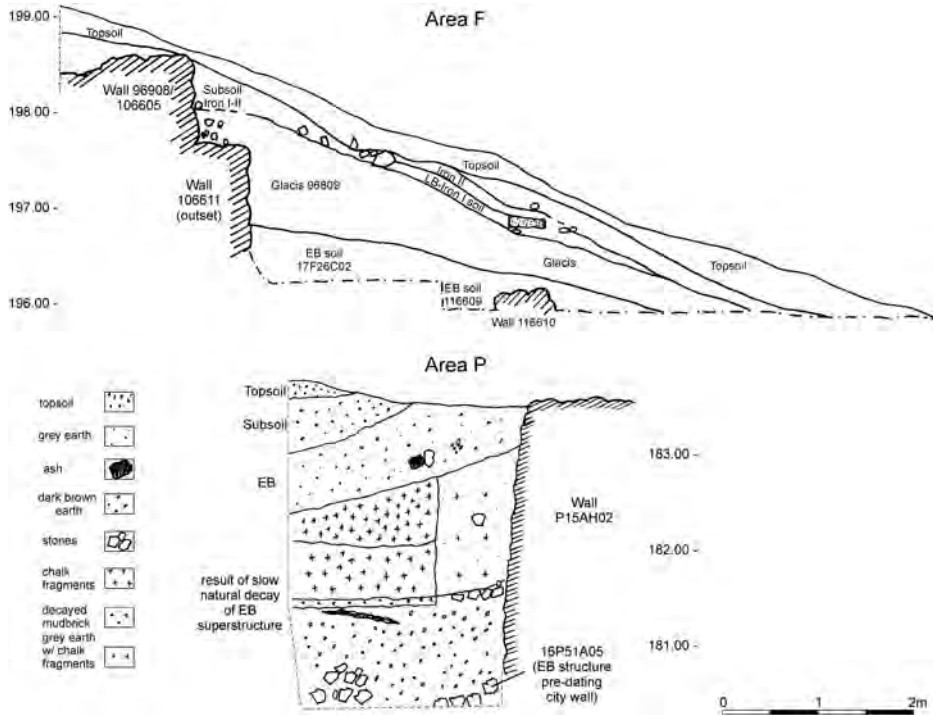 Area F
199.00 -
Topsoil
Wall 96908/
106605
Subsoil
Iron I-II
198.00 -
Topsoil
Iron II
LB-Iron I soil
Wall
106611
(outset)
Glacis 96809
197.00 -
EB soil
17F26C02
Glacis
Topsoil
EB soil
116609
196.00 -
Wall 116610
Area P
topsoil
grey earth
ash
dark brown
earth
stones
chalk
fragments
decayed
mudbrick
grey earth
w/ chalk
fragments
Topsoil
Subsoil
EB
result of slow
natural decay
of EB
superstructure
183.00 -
Wall
P15AH02
182.00 -
181.00 -
16P51A05
(EB structure
pre-dating
city wall)
0 1 2m